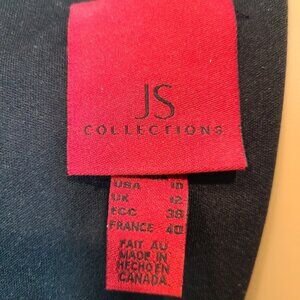 JS
COLLECTIONS
USA 10
UK 12
ECC 38
FRANCE 40
FAIT AU
MADE IN
HECHO EN
CANADA